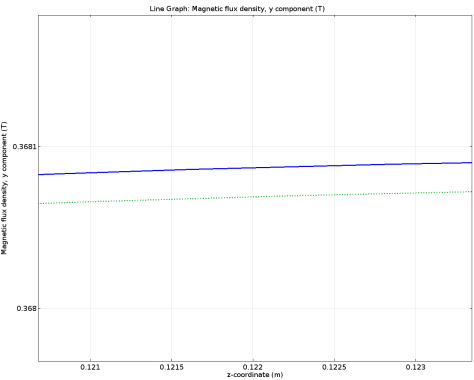 Line Graph: Magnetic flux density, y component (T)
Magnetic flux density, y component (T)
0.3681
0.368
0.121
0.1215
0.122
0.1225
0.123
z-coordinate (m)